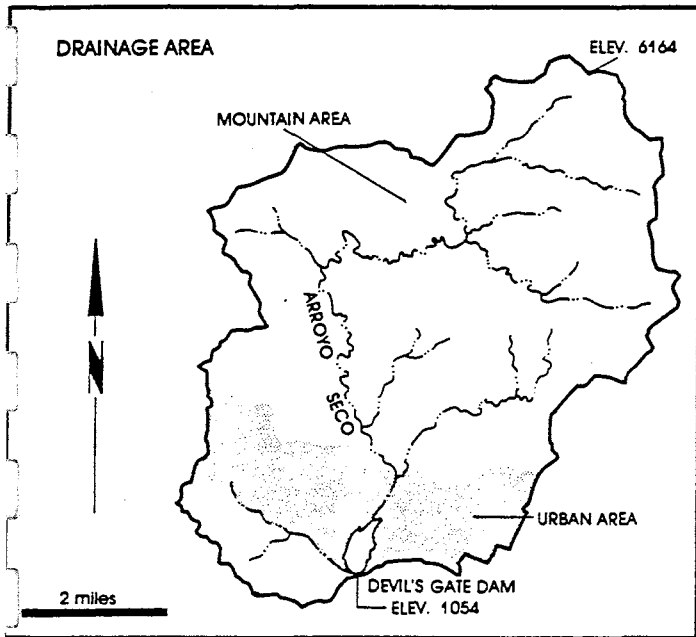 DRAINAGE AREA
ELEV. 6164
MOUNTAIN AREA
ARROYO
SECO
N
URBAN AREA
2 miles
DEVIL'S GATE DAM
ELEV. 1054